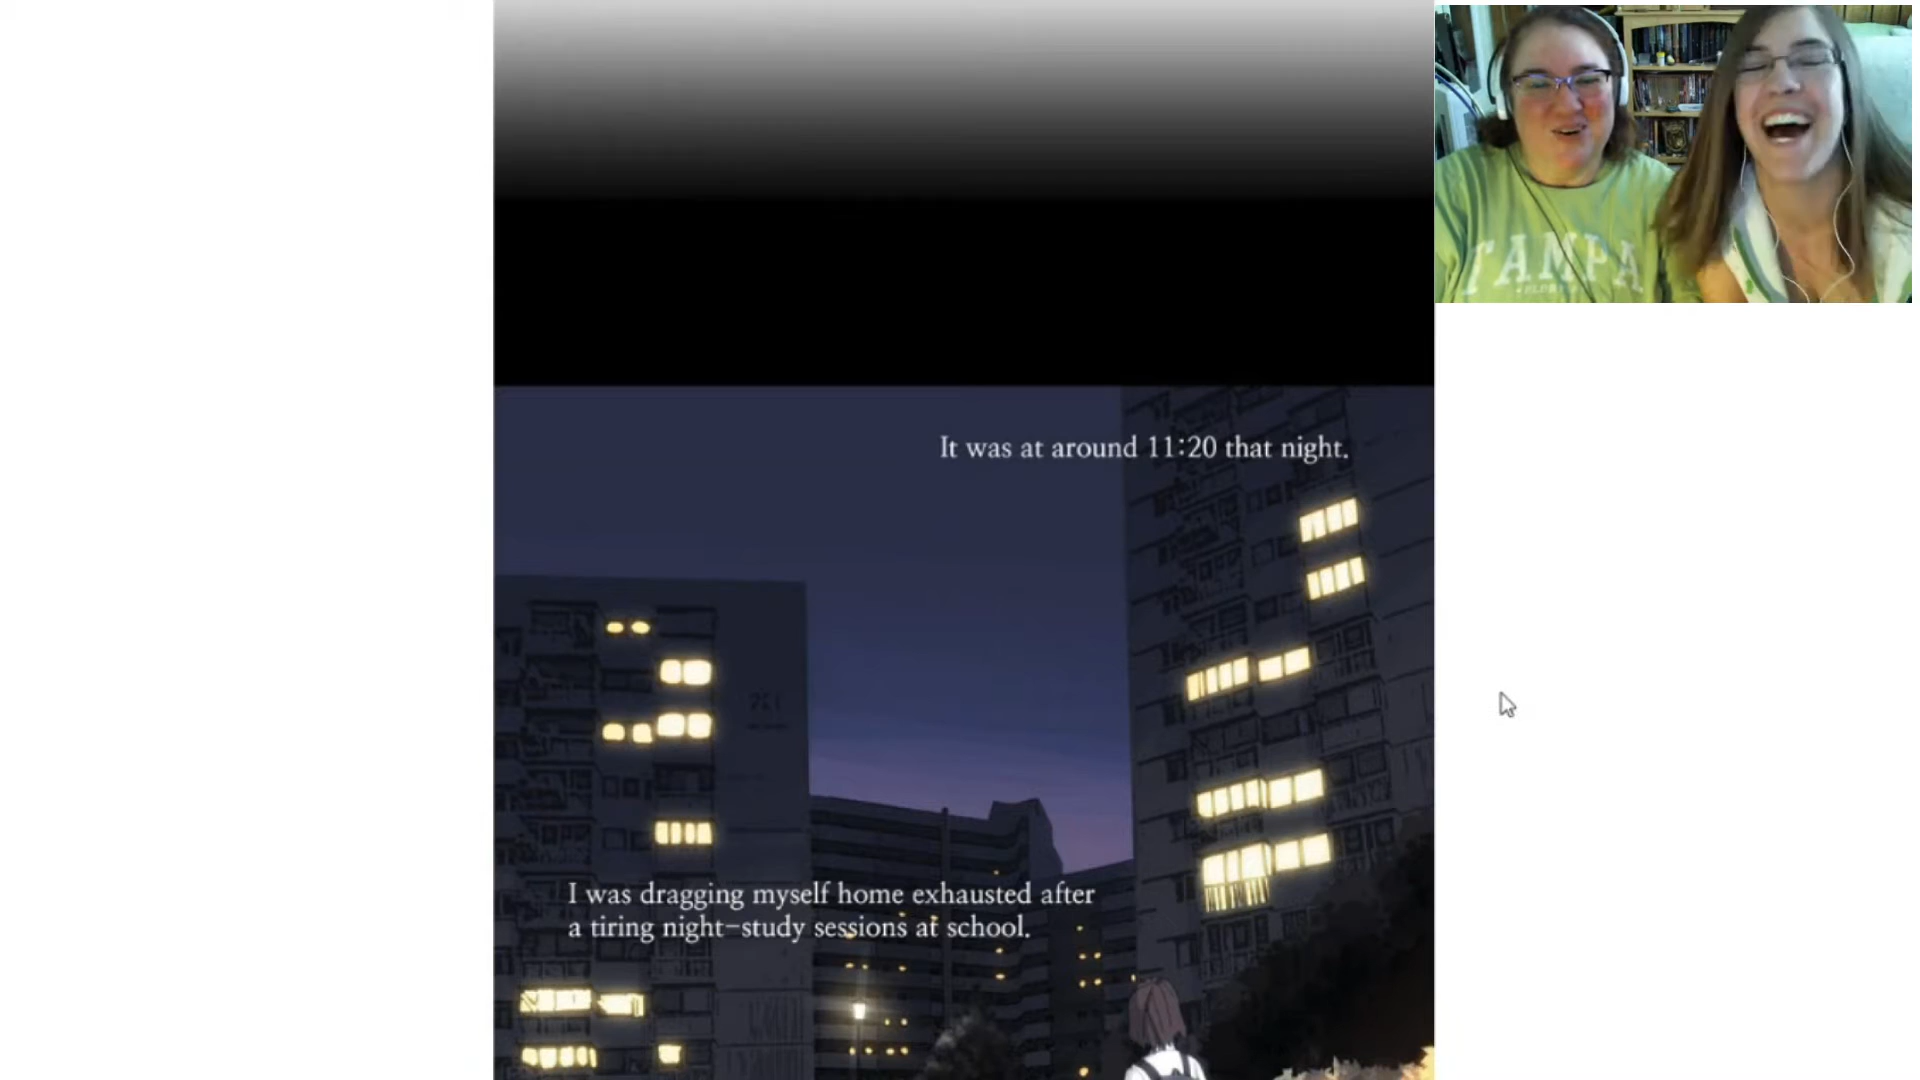 TAMPA
It was at around 11:20 that night.
I was dragging myself home exhausted after
a tiring night-study sessions at school.